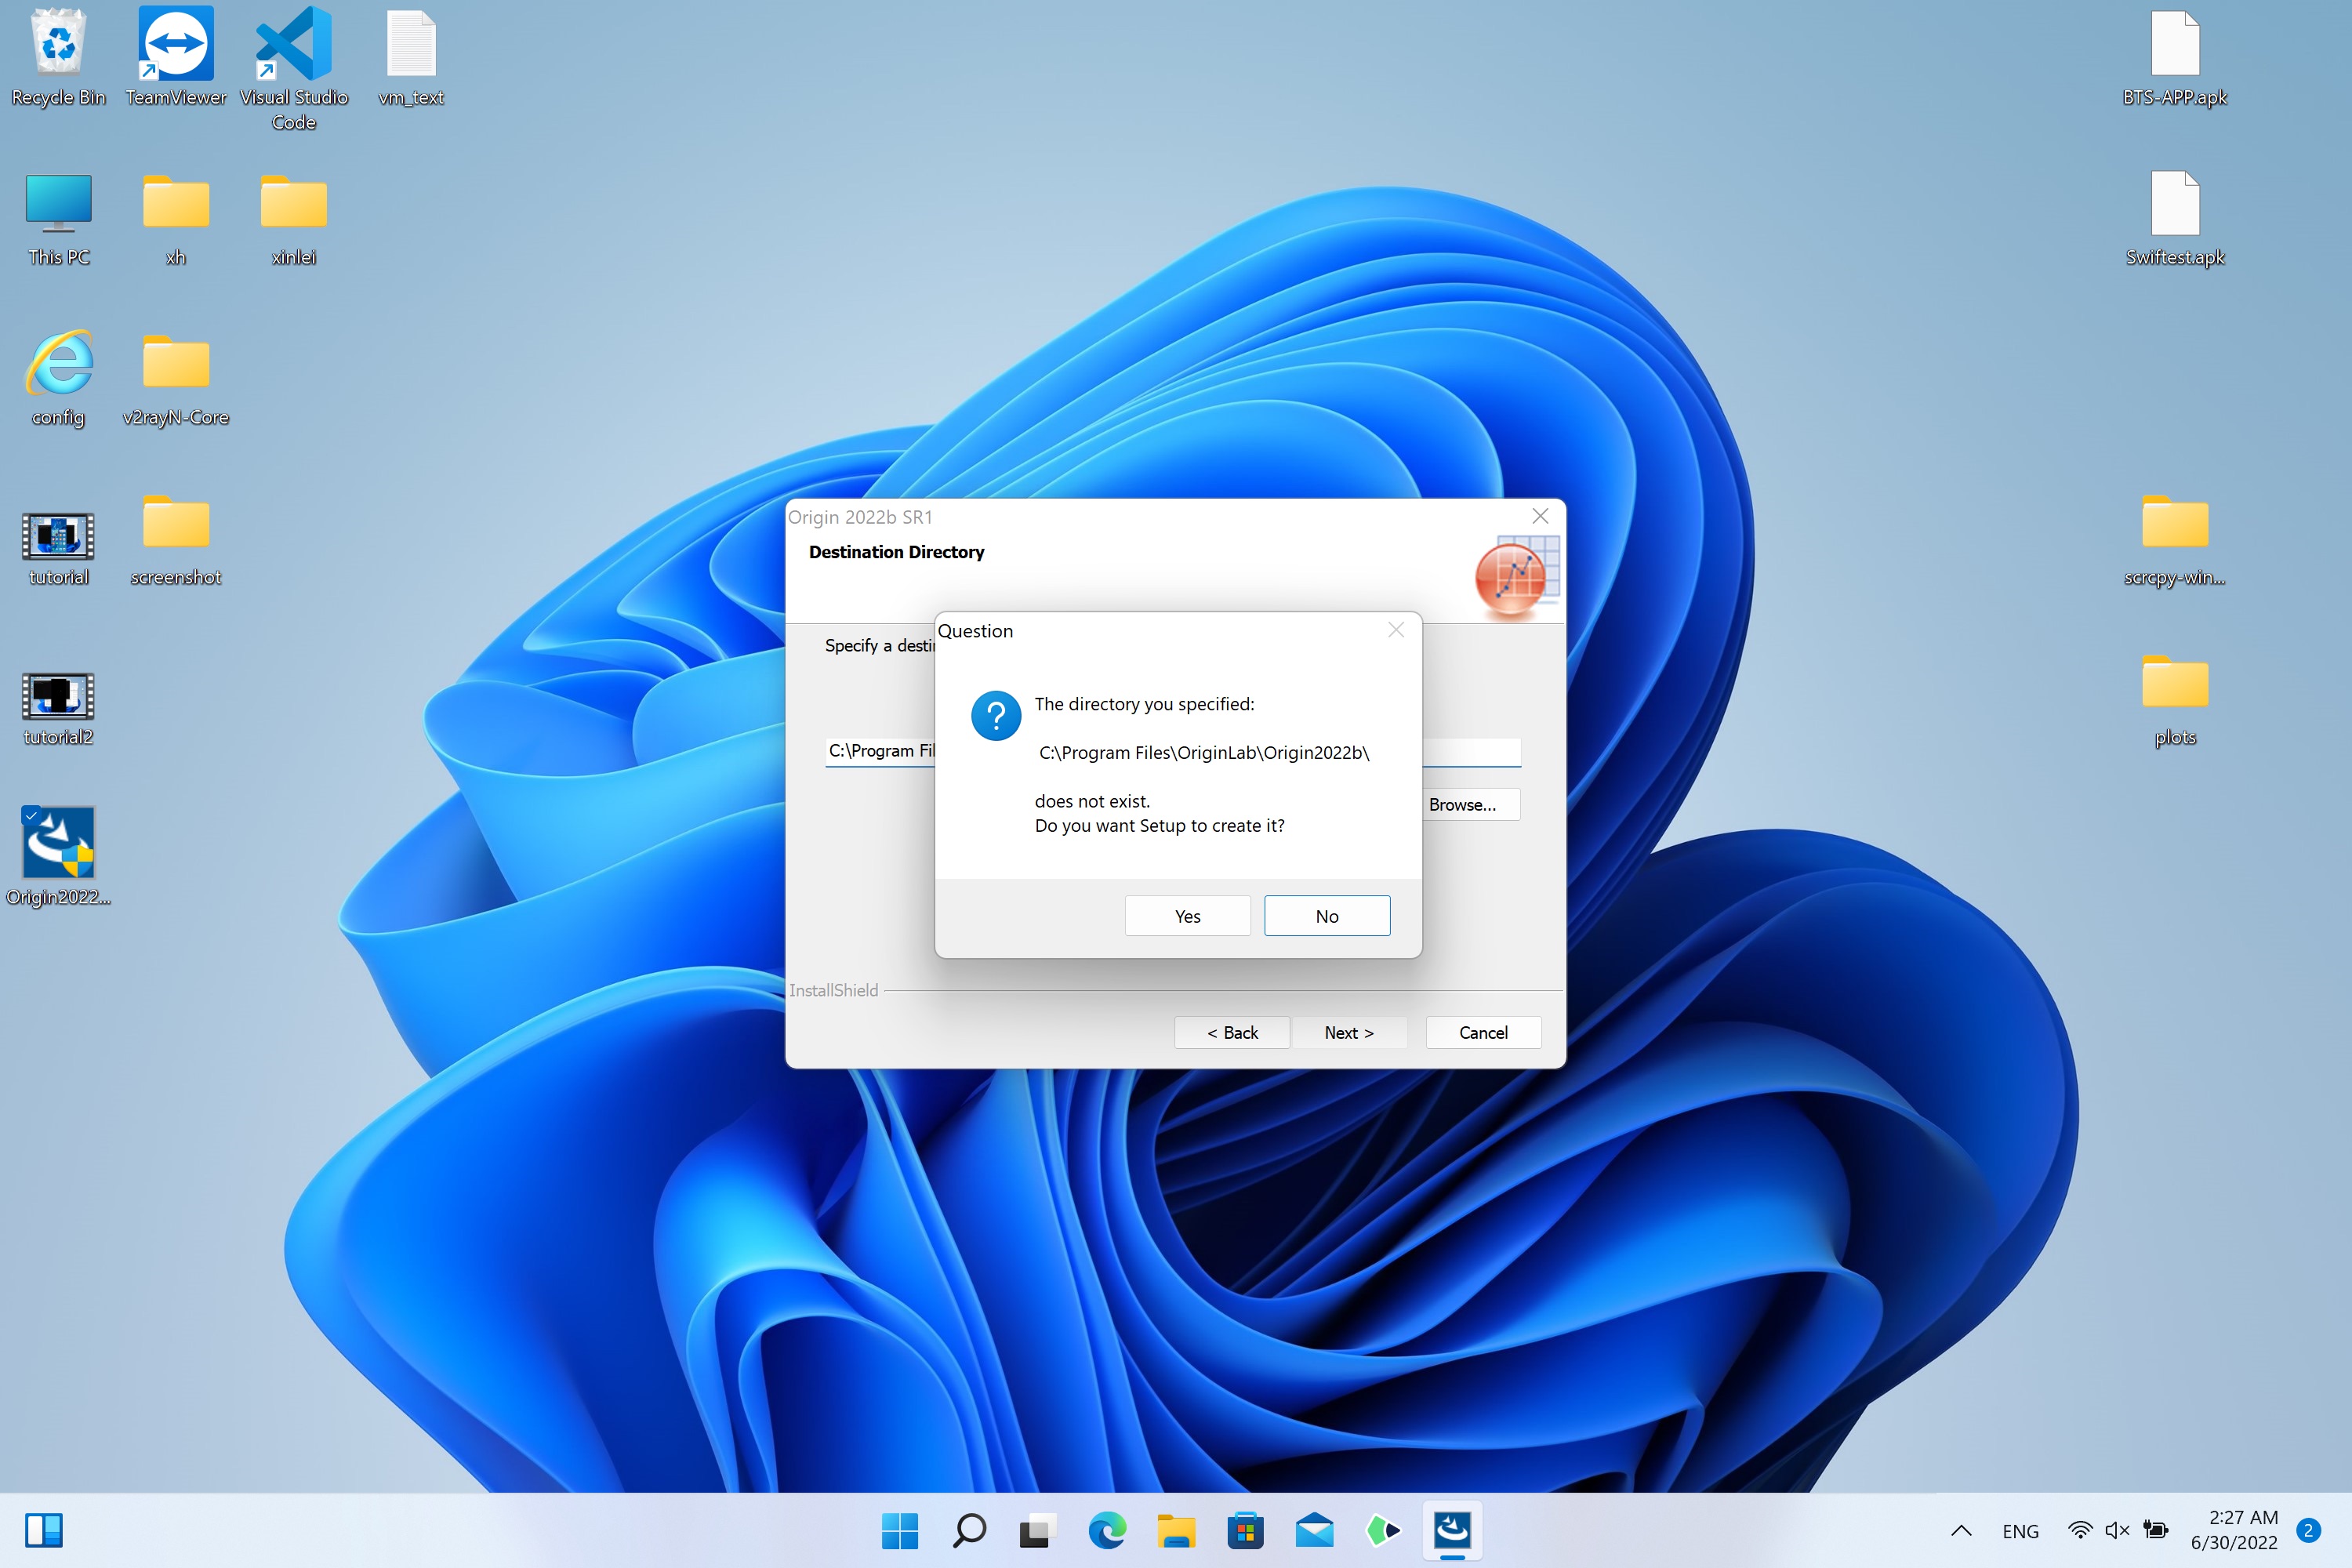 Recycle Bin
TeamViewer
Visual Studio
Code
vm_text
BTS-APP.apk
This PC
xh
xinlei
Swiftest.apk
config
v2rayN-Core
tutorial
screenshot
scrcpy-win...
tutorial2
plots
Origin2022...
Origin 2022b SR1
Destination Directory
Specify a desti
C:\Program Fil
Browse...
Question
The directory you specified:
C:\Program Files\OriginLab\Origin2022b\
does not exist.
Do you want Setup to create it?
Yes
No
InstallShield
< Back
Next >
Cancel
ENG
2:27 AM
6/30/2022
2